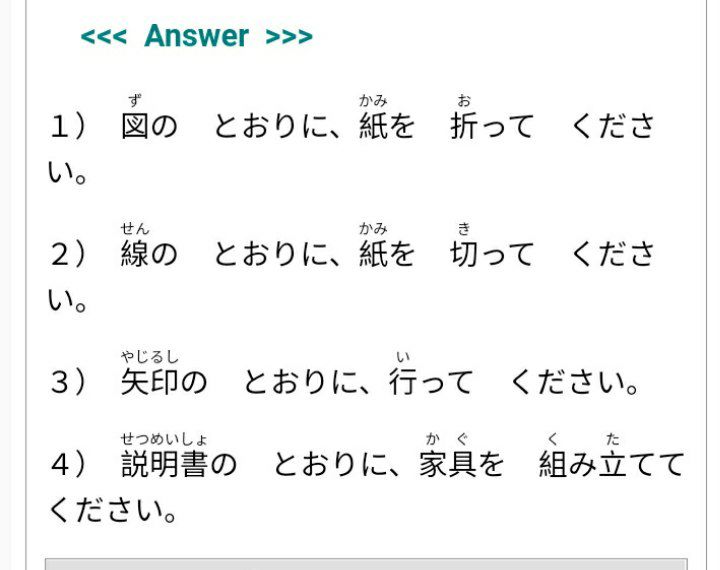 <<< Answer >>>
ず かみ お
１） 図の　とおりに、紙を　折って　くださ
い。
せん かみ き
２） 線の　とおりに、紙を　切って　くださ
い。
やじるし い
３） 矢印の　とおりに、行って　ください。
せつめいしょ か ぐ く た
４） 説明書の　とおりに、家具を　組み立てて
ください。